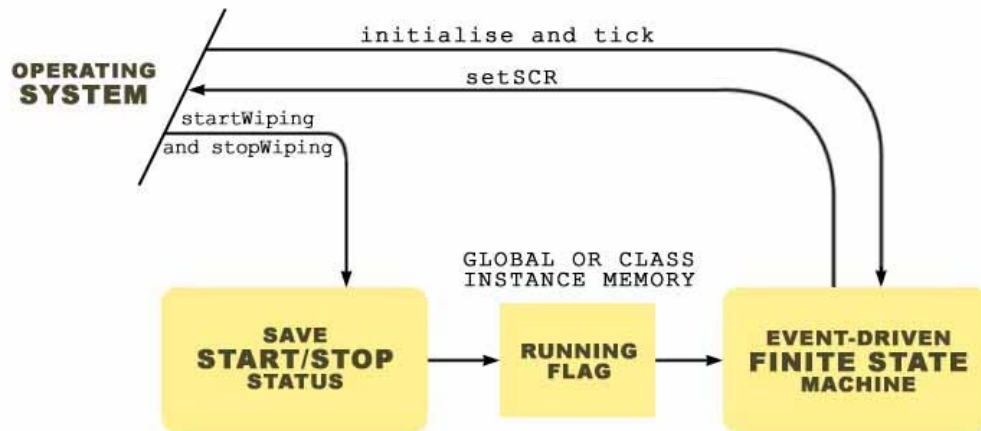 initialise and tick
OPERATING
SYSTEM
setSCR
startWiping
and stopWiping
GLOBAL OR CLASS
INSTANCE MEMORY
SAVE
START/STOP
STATUS
RUNNING
FLAG
EVENT-DRIVEN
FINITE STATE
MACHINE